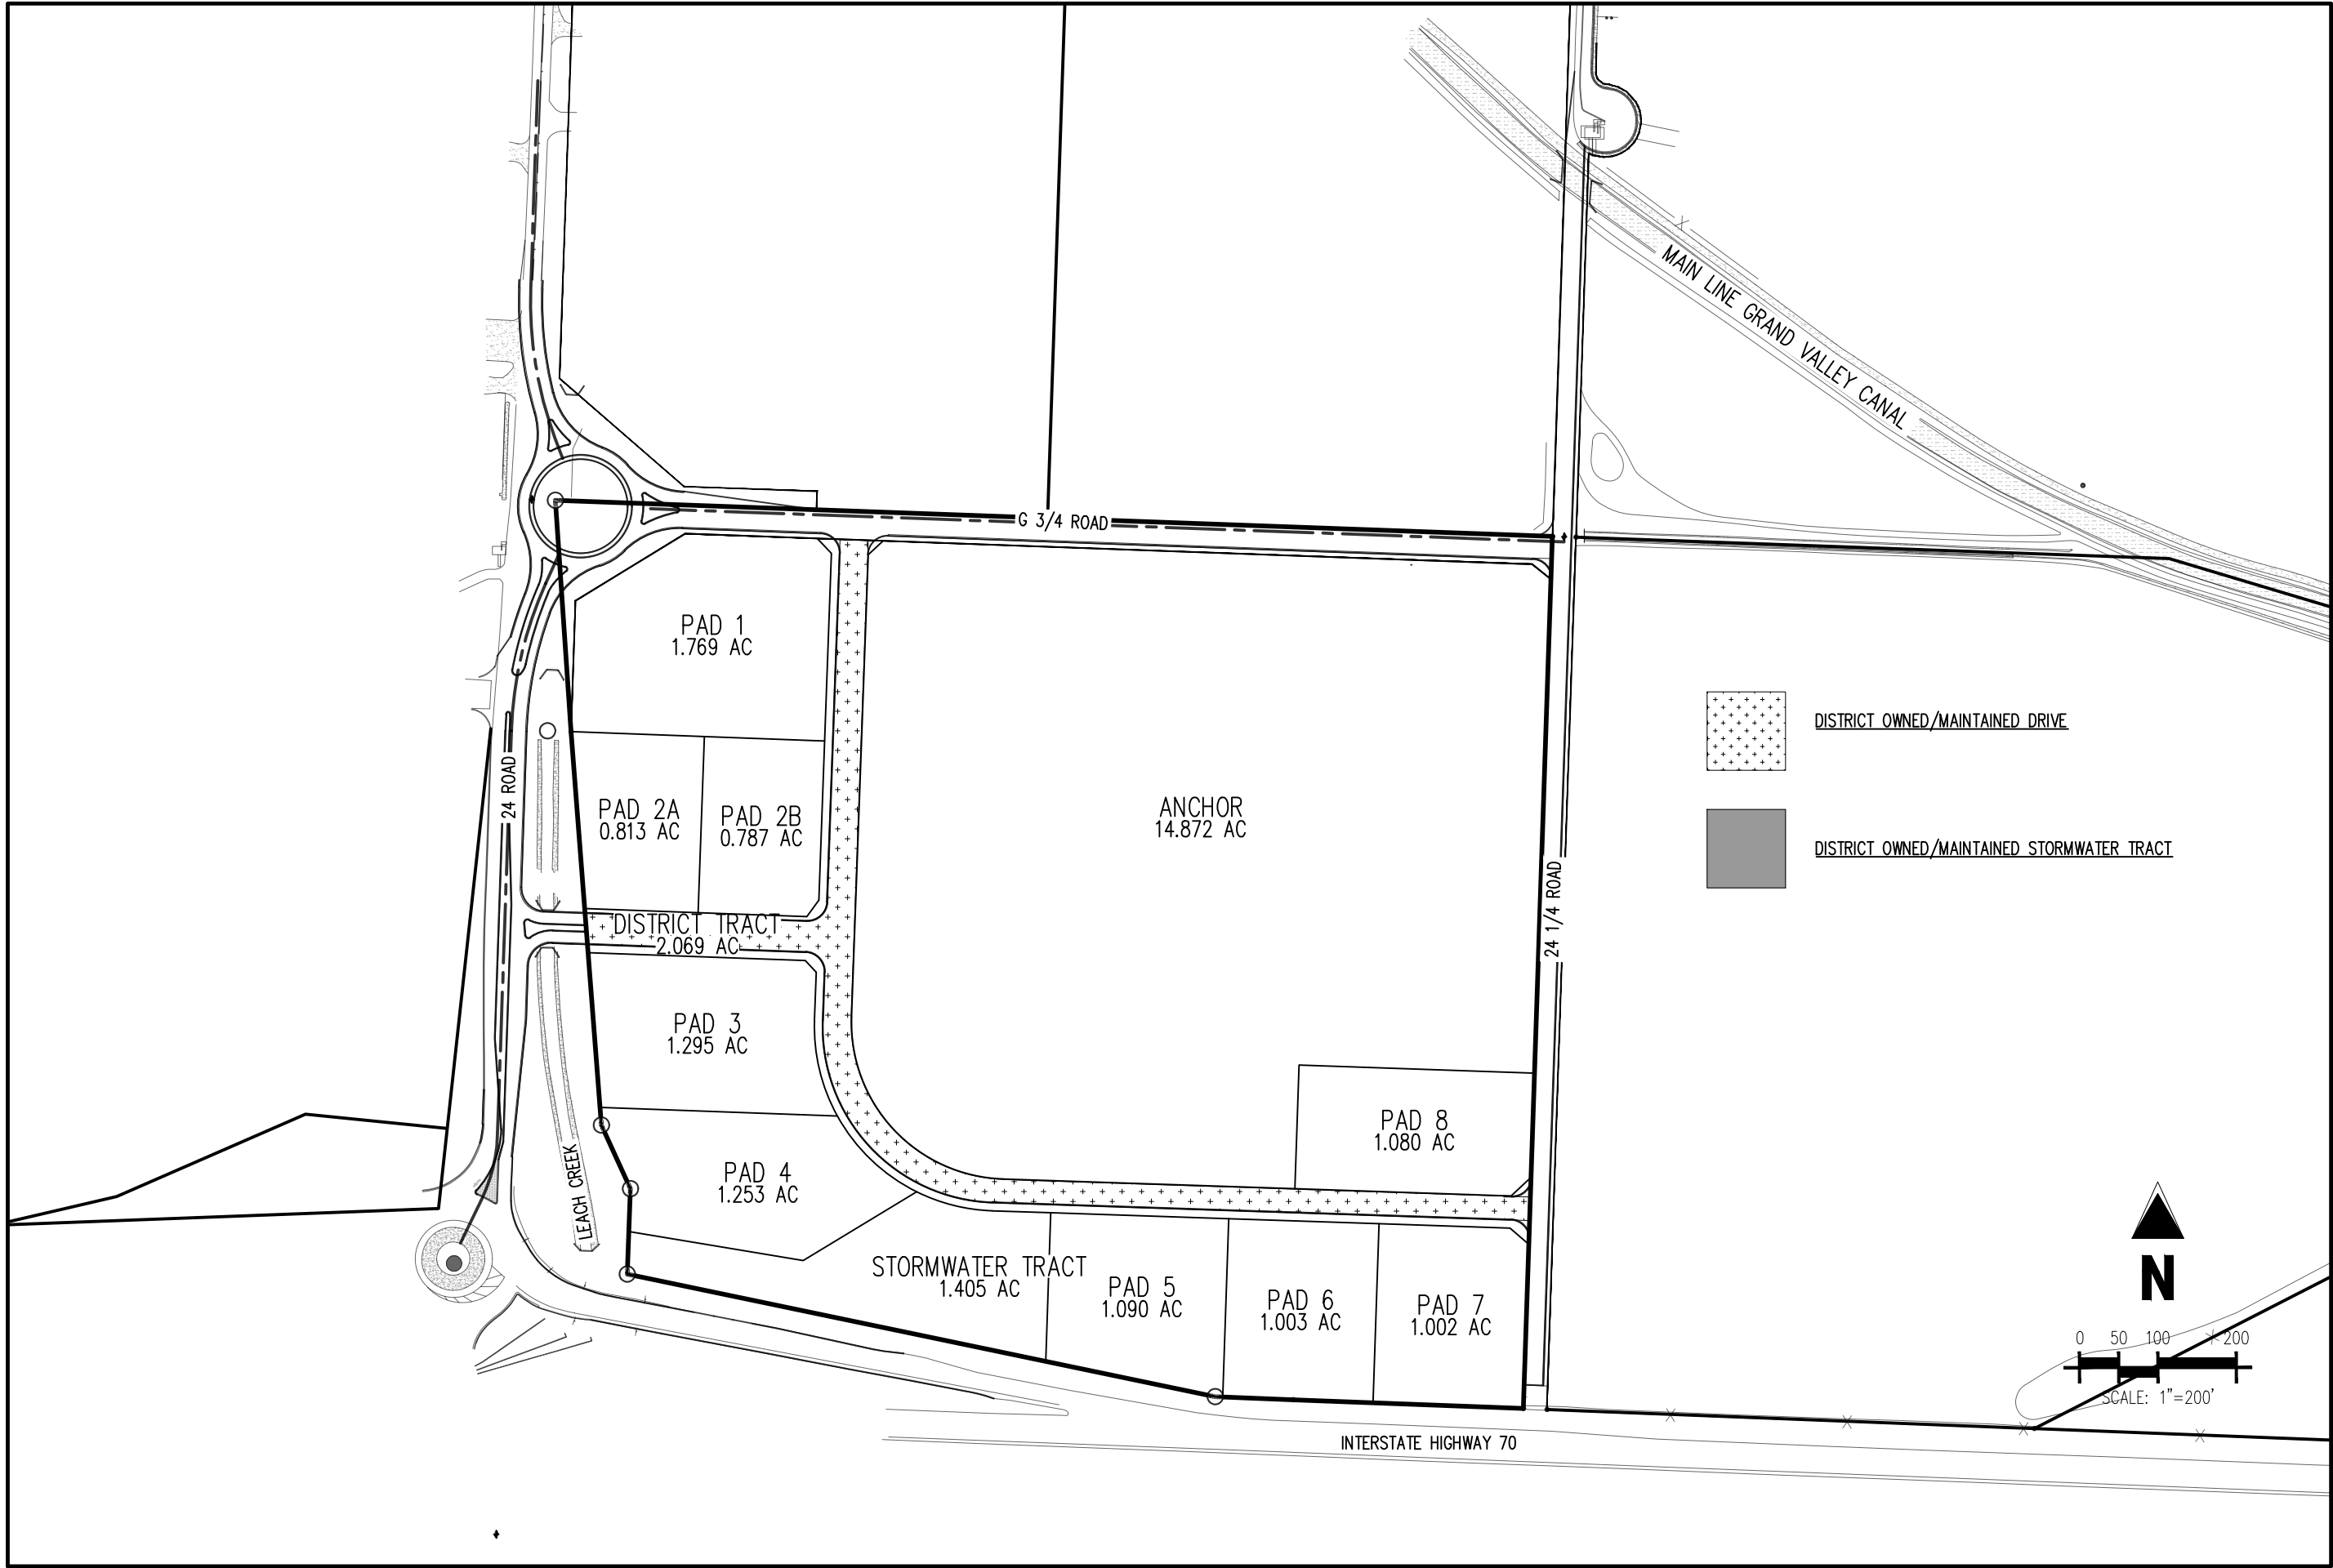 MAIN LINE GRAND VALLEY CANAL
G 3/4 ROAD
PAD 1
1.769 AC
DISTRICT OWNED/MAINTAINED DRIVE
24 ROAD
PAD 2A
0.813 AC
PAD 2B
0.787 AC
ANCHOR
14.872 AC
DISTRICT OWNED/MAINTAINED STORMWATER TRACT
24 1/4 ROAD
DISTRICT TRACT
2.069 AC
PAD 3
1.295 AC
PAD 8
1.080 AC
PAD 4
1.253 AC
LEACH CREEK
STORMWATER TRACT
1.405 AC
PAD 5
1.090 AC
PAD 6
1.003 AC
PAD 7
1.002 AC
N
0 50 100 200
SCALE: 1"=200'
INTERSTATE HIGHWAY 70